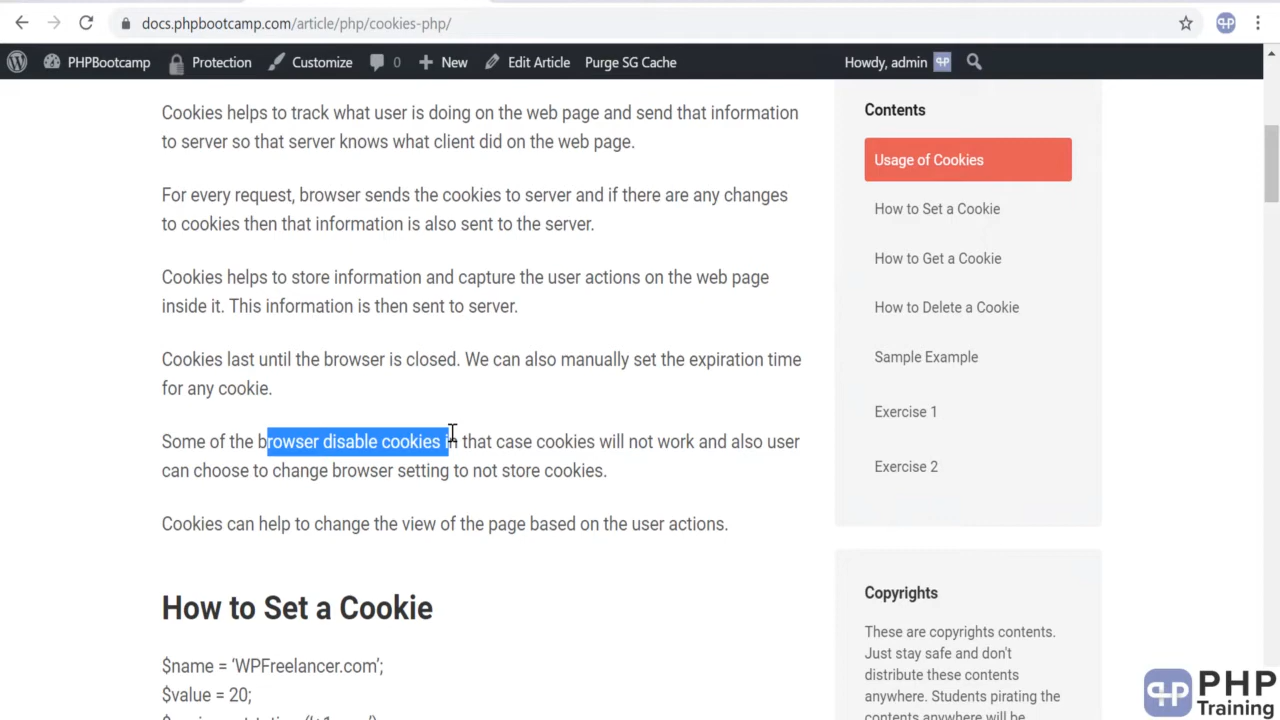 docs.phpbootcamp.com/article/php/cookies-php/
PHPBootcamp Protection Customize 0 New Edit Article Purge SG Cache Howdy, admin
Cookies helps to track what user is doing on the web page and send that information
to server so that server knows what client did on the web page.
For every request, browser sends the cookies to server and if there are any changes
to cookies then that information is also sent to the server.
Cookies helps to store information and capture the user actions on the web page
inside it. This information is then sent to server.
Cookies last until the browser is closed. We can also manually set the expiration time
for any cookie.
Some of the browser disable cookies in that case cookies will not work and also user
can choose to change browser setting to not store cookies.
Cookies can help to change the view of the page based on the user actions.
How to Set a Cookie
$name = ‘WPFreelancer.com’;
$value = 20;
Contents
Usage of Cookies
How to Set a Cookie
How to Get a Cookie
How to Delete a Cookie
Sample Example
Exercise 1
Exercise 2
Copyrights
These are copyrights contents.
Just stay safe and don't
distribute these contents
anywhere. Students pirating the
contents anywhere will be
PHP
Training